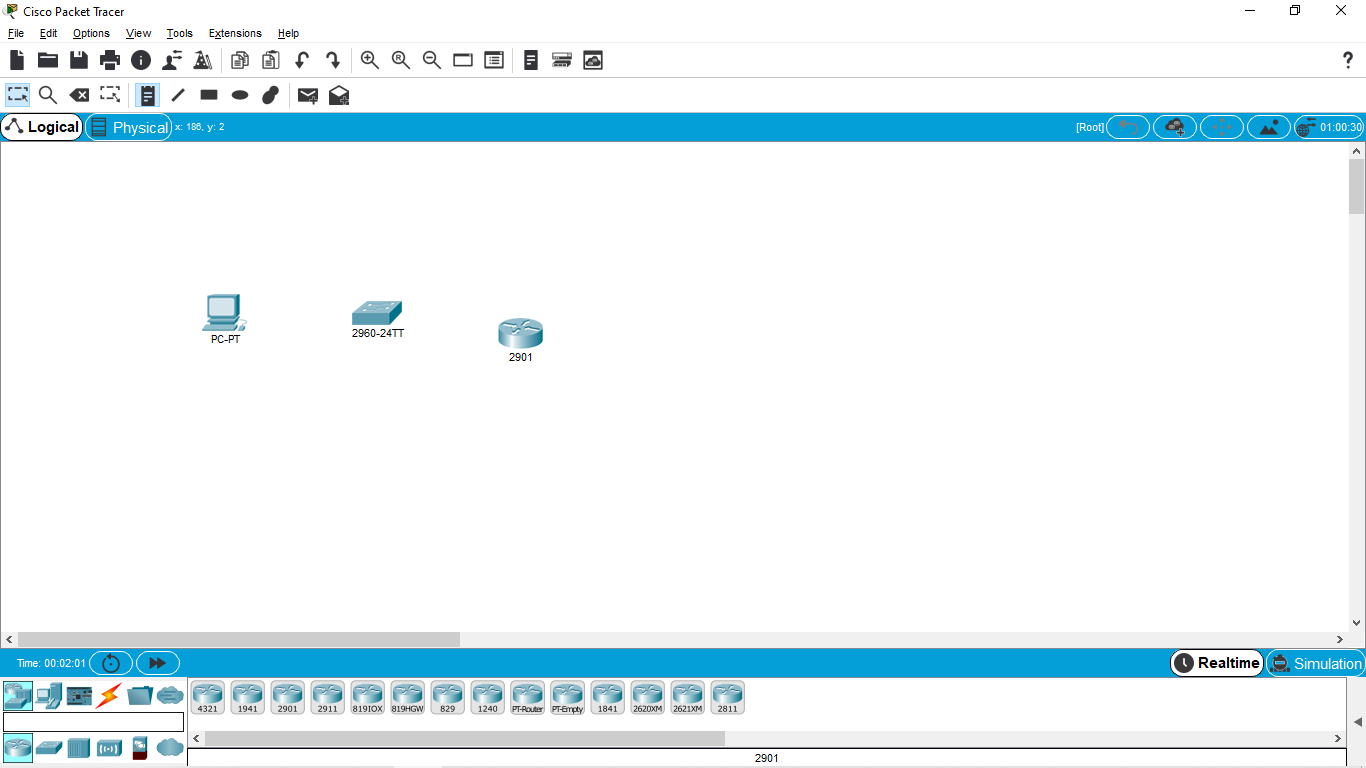 Cisco Packet Tracer
File Edit Options View Tools Extensions Help
Logical Physical x: 186, y: 2 [Root] 01:00:30
PC-PT
2960-24TT
2901
Time: 00:02:01 Realtime Simulation
4321 1941 2901 2911 819IOX 819HGW 829 1240 PT-Router PT-Empty 1841 2620XM 2621XM 2811
2901